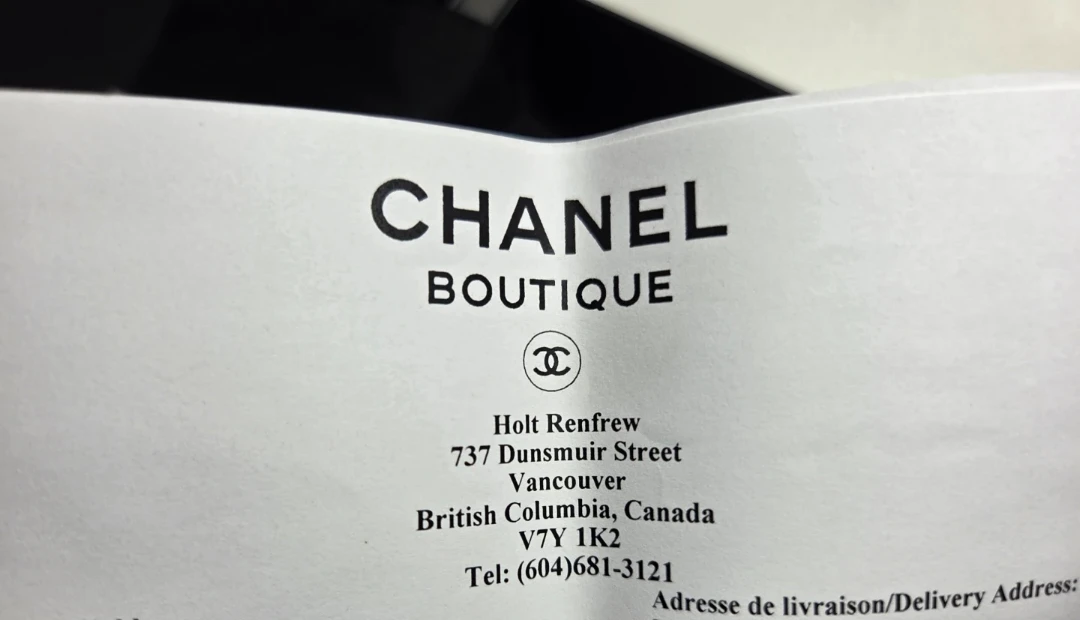 CHANEL
BOUTIQUE
Holt Renfrew
737 Dunsmuir Street
Vancouver
British Columbia, Canada
V7Y 1K2
Tel: (604)681-3121
Adresse de livraison/Delivery Address: